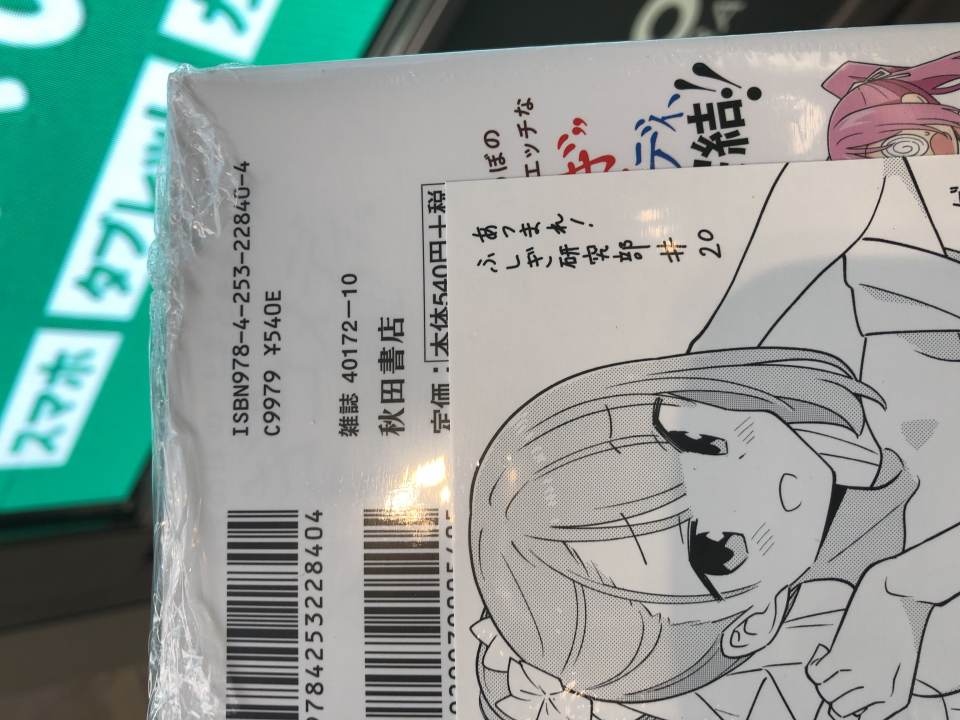 スマホ
タブレット
ISBN978-4-253-22840-4
C9979 ¥540E
雑誌 40172-10
秋田書店
定価:本体540円+税
9784253228404
ぽの
エッチな
ディ
結!!
あつまれ!
ふしぎ研究部
#20